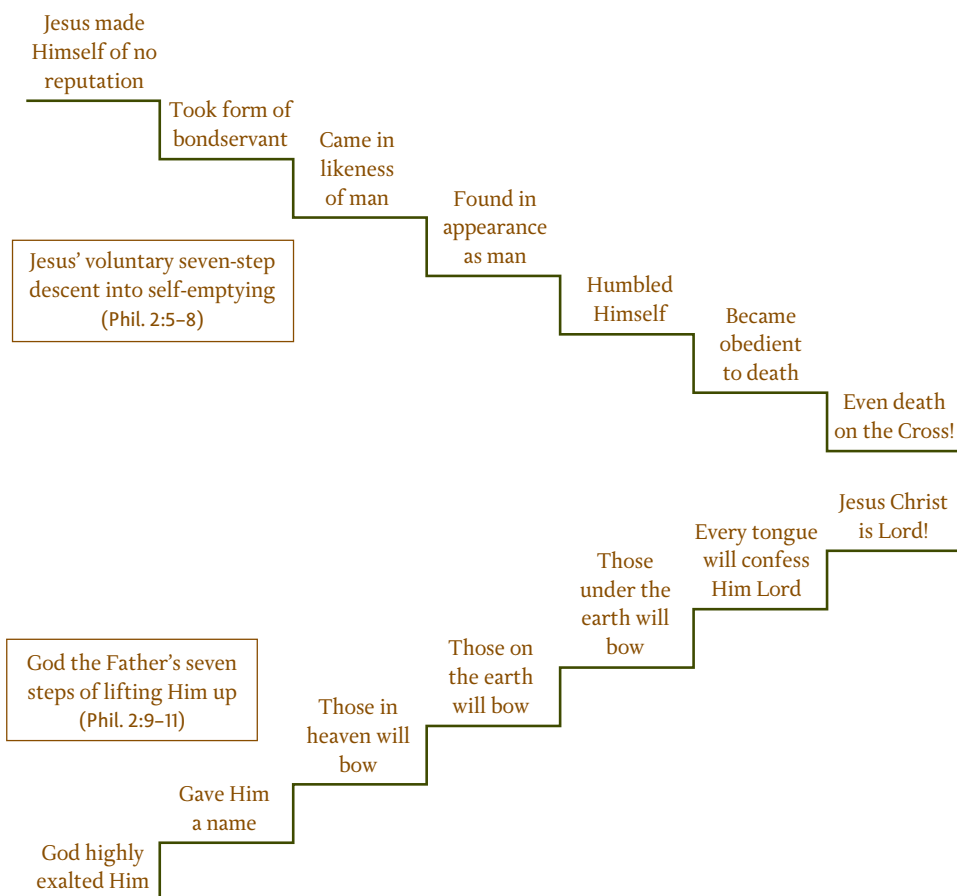 Jesus made
Himself of no
reputation
Took form of
bondservant
Came in
likeness
of man
Found in
appearance
as man
Humbled
Himself
Became
obedient
to death
Even death
on the Cross!
Jesus’ voluntary seven-step
descent into self-emptying
(Phil. 2:5–8)
God the Father’s seven
steps of lifting Him up
(Phil. 2:9–11)
God highly
exalted Him
Gave Him
a name
Those in
heaven will
bow
Those on
the earth
will bow
Those
under the
earth will
bow
Every tongue
will confess
Him Lord
Jesus Christ
is Lord!